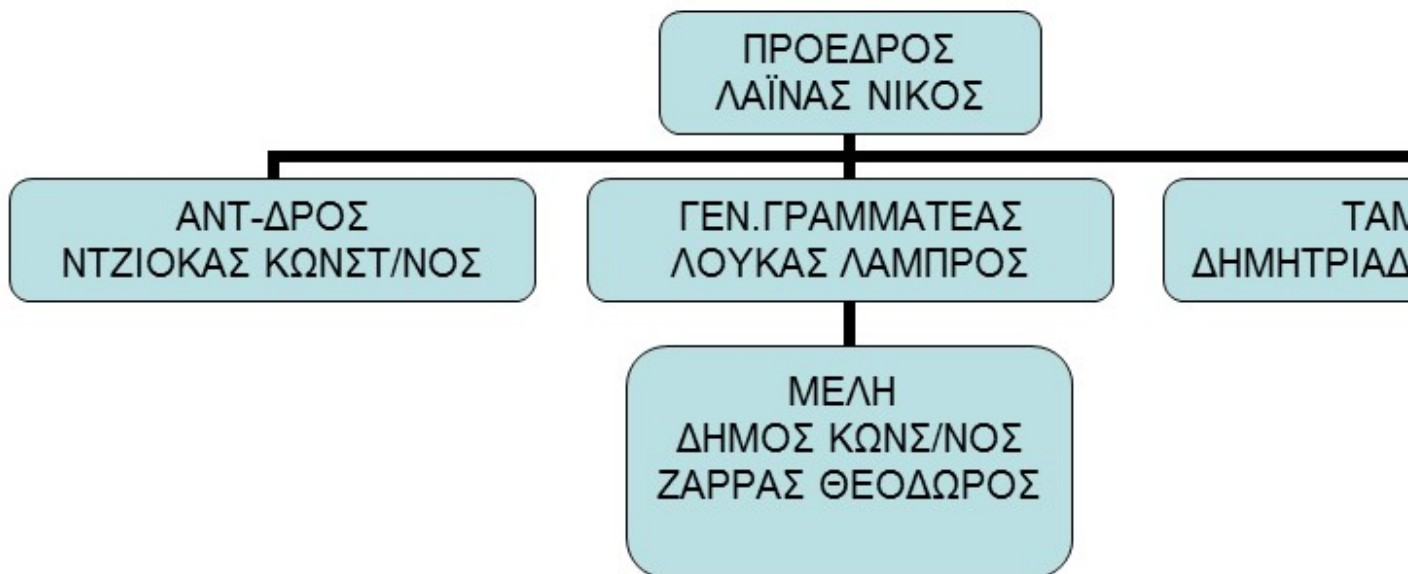 ΠΡΟΕΔΡΟΣ
ΛΑΪΝΑΣ ΝΙΚΟΣ
ΑΝΤ-ΔΡΟΣ
ΝΤΖΙΟΚΑΣ ΚΩΝΣΤ/ΝΟΣ
ΓΕΝ.ΓΡΑΜΜΑΤΕΑΣ
ΛΟΥΚΑΣ ΛΑΜΠΡΟΣ
ΜΕΛΗ
ΔΗΜΟΣ ΚΩΝΣ/ΝΟΣ
ΖΑΡΡΑΣ ΘΕΟΔΩΡΟΣ